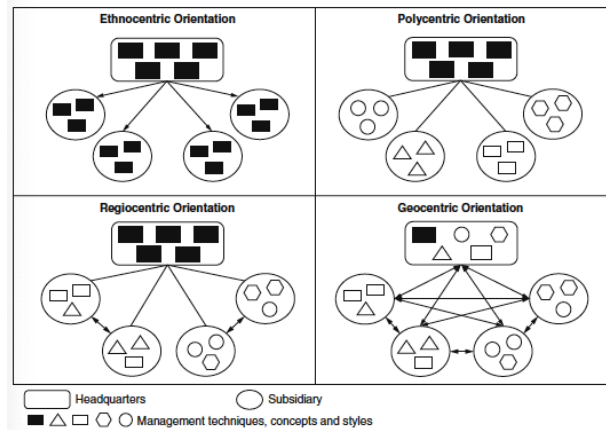 Ethnocentric Orientation
Polycentric Orientation
Regiocentric Orientation
Geocentric Orientation
Headquarters
Subsidiary
Management techniques, concepts and styles